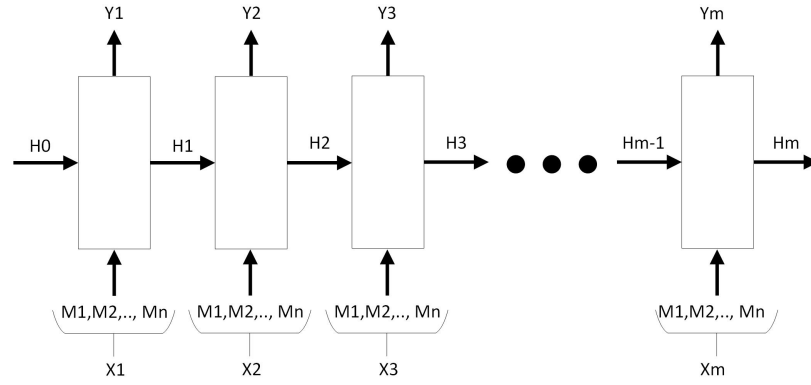 Y1 Y2 Y3 Ym
H0 H1 H2 H3 Hm-1 Hm
M1,M2,.., Mn M1,M2,.., Mn M1,M2,.., Mn M1,M2,.., Mn
X1 X2 X3 Xm